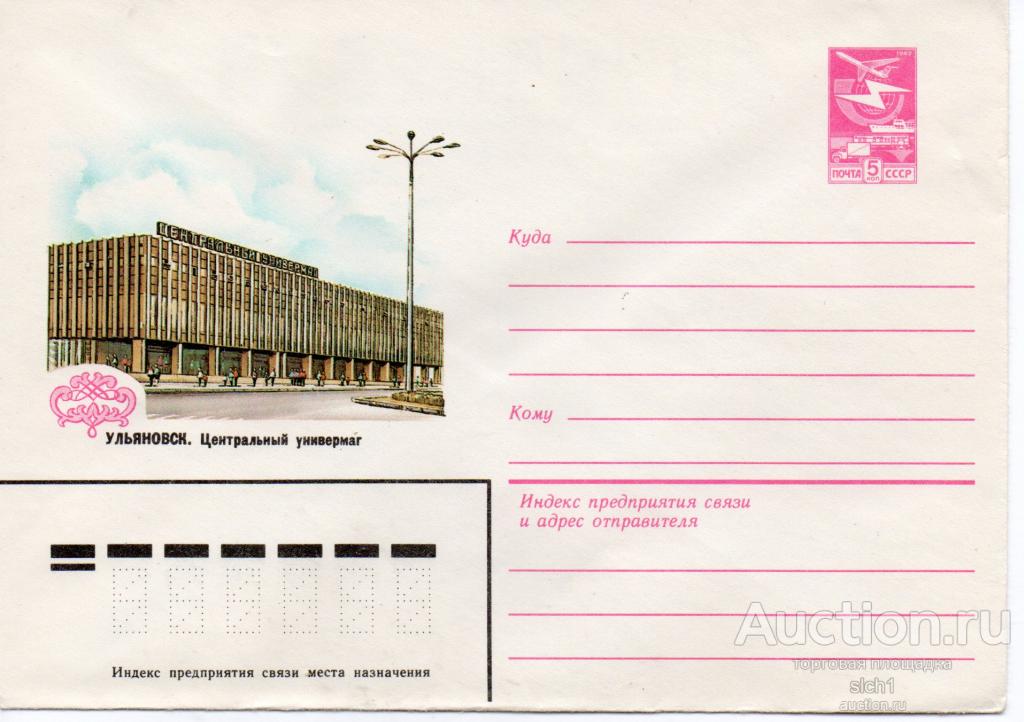 1982
ПОЧТА 5 КОП СССР
ЦЕНТРАЛЬНЫЙ УНИВЕРМАГ
УЛЬЯНОВСК. Центральный универмаг
Куда
Кому
Индекс предприятия связи
и адрес отправителя
Индекс предприятия связи места назначения
Auction.ru
торговая площадка
slch1
auction.ru